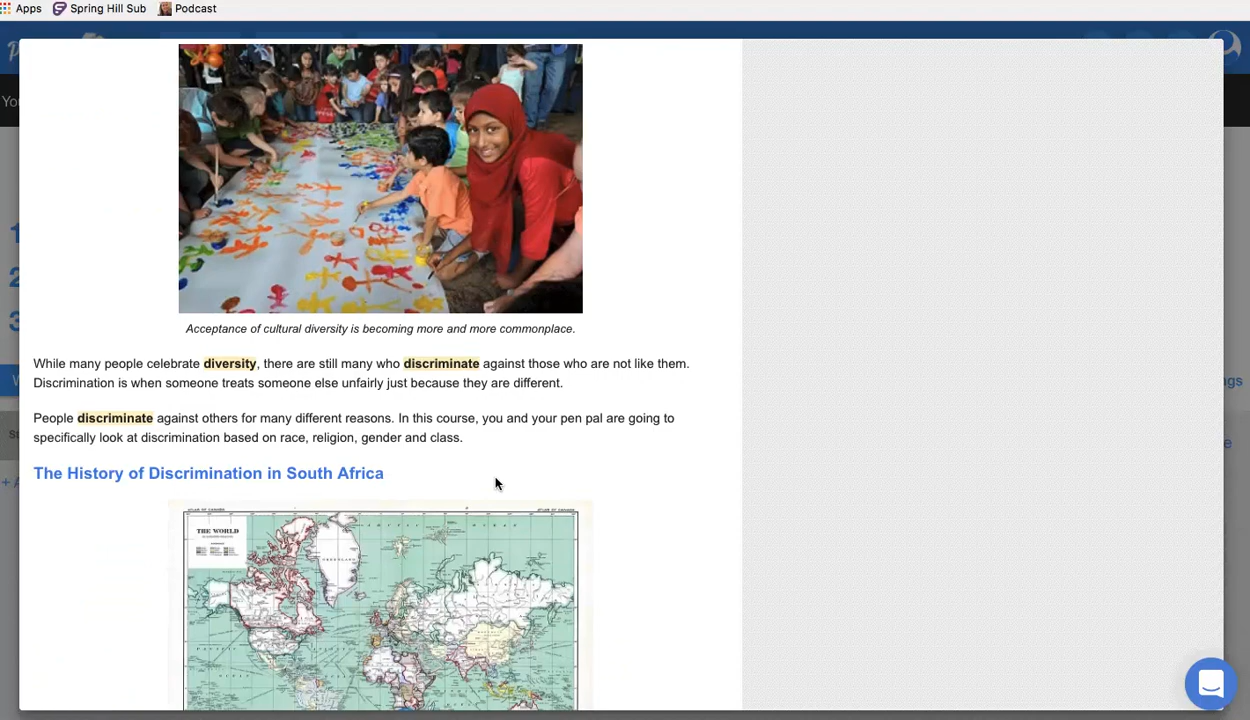 Apps Spring Hill Sub Podcast
Acceptance of cultural diversity is becoming more and more commonplace.
While many people celebrate diversity, there are still many who discriminate against those who are not like them.
Discrimination is when someone treats someone else unfairly just because they are different.
People discriminate against others for many different reasons. In this course, you and your pen pal are going to
specifically look at discrimination based on race, religion, gender and class.
The History of Discrimination in South Africa
THE WORLD